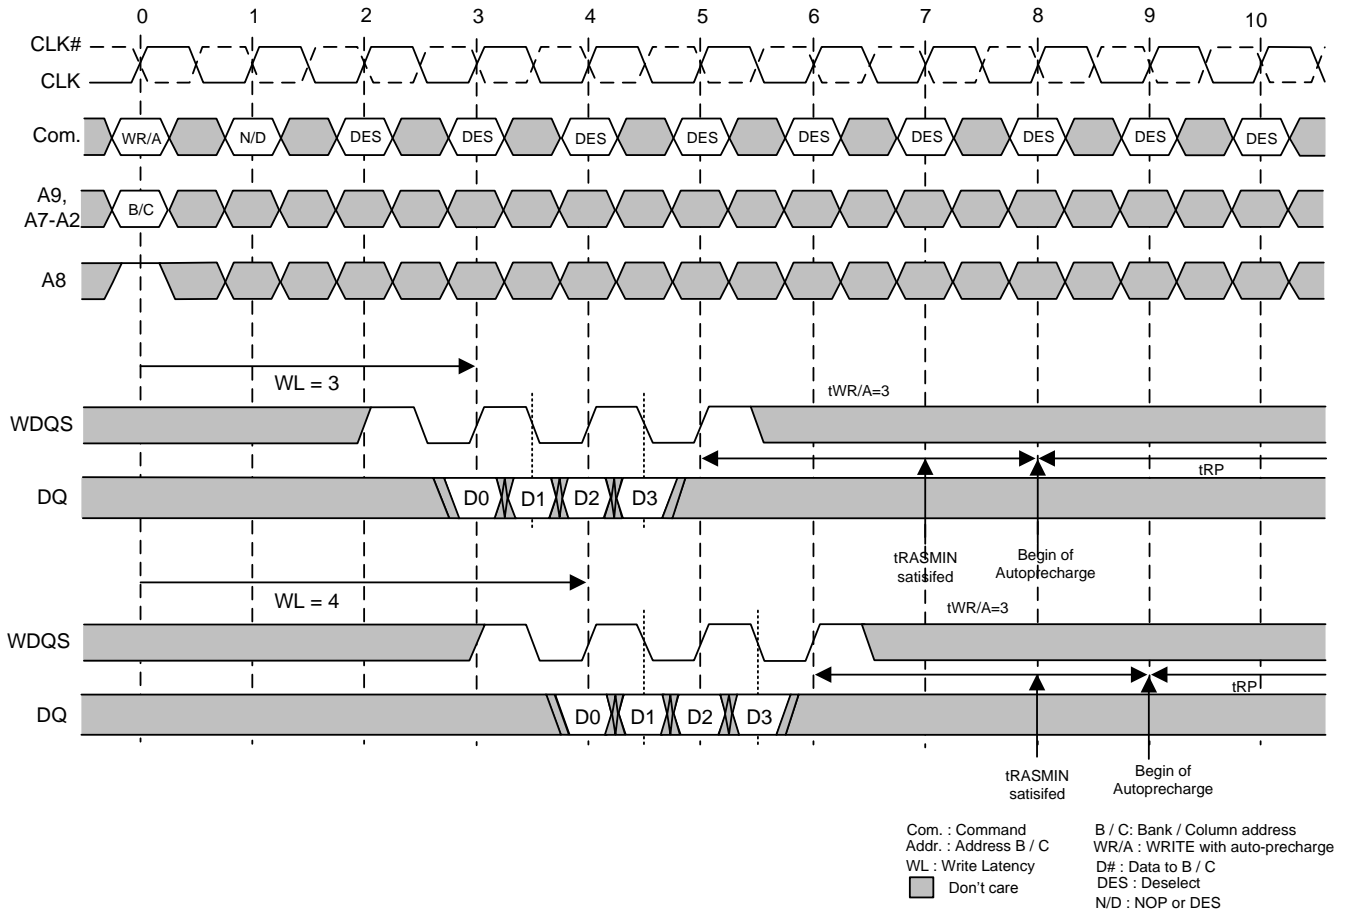 0 1 2 3 4 5 6 7 8 9 10
CLK#
CLK
Com. WR/A N/D DES DES DES DES DES DES DES DES DES
A9,
A7-A2
B/C
A8
WL = 3
tWR/A=3
WDQS
tRP
DQ D0 D1 D2 D3
tRASMIN
satisifed
Begin of
Autoprecharge
WL = 4
tWR/A=3
WDQS
tRP
DQ D0 D1 D2 D3
tRASMIN
satisifed
Begin of
Autoprecharge
Com. : Command
Addr. : Address B / C
WL : Write Latency
Don't care
B / C: Bank / Column address
WR/A : WRITE with auto-precharge
D# : Data to B / C
DES : Deselect
N/D : NOP or DES